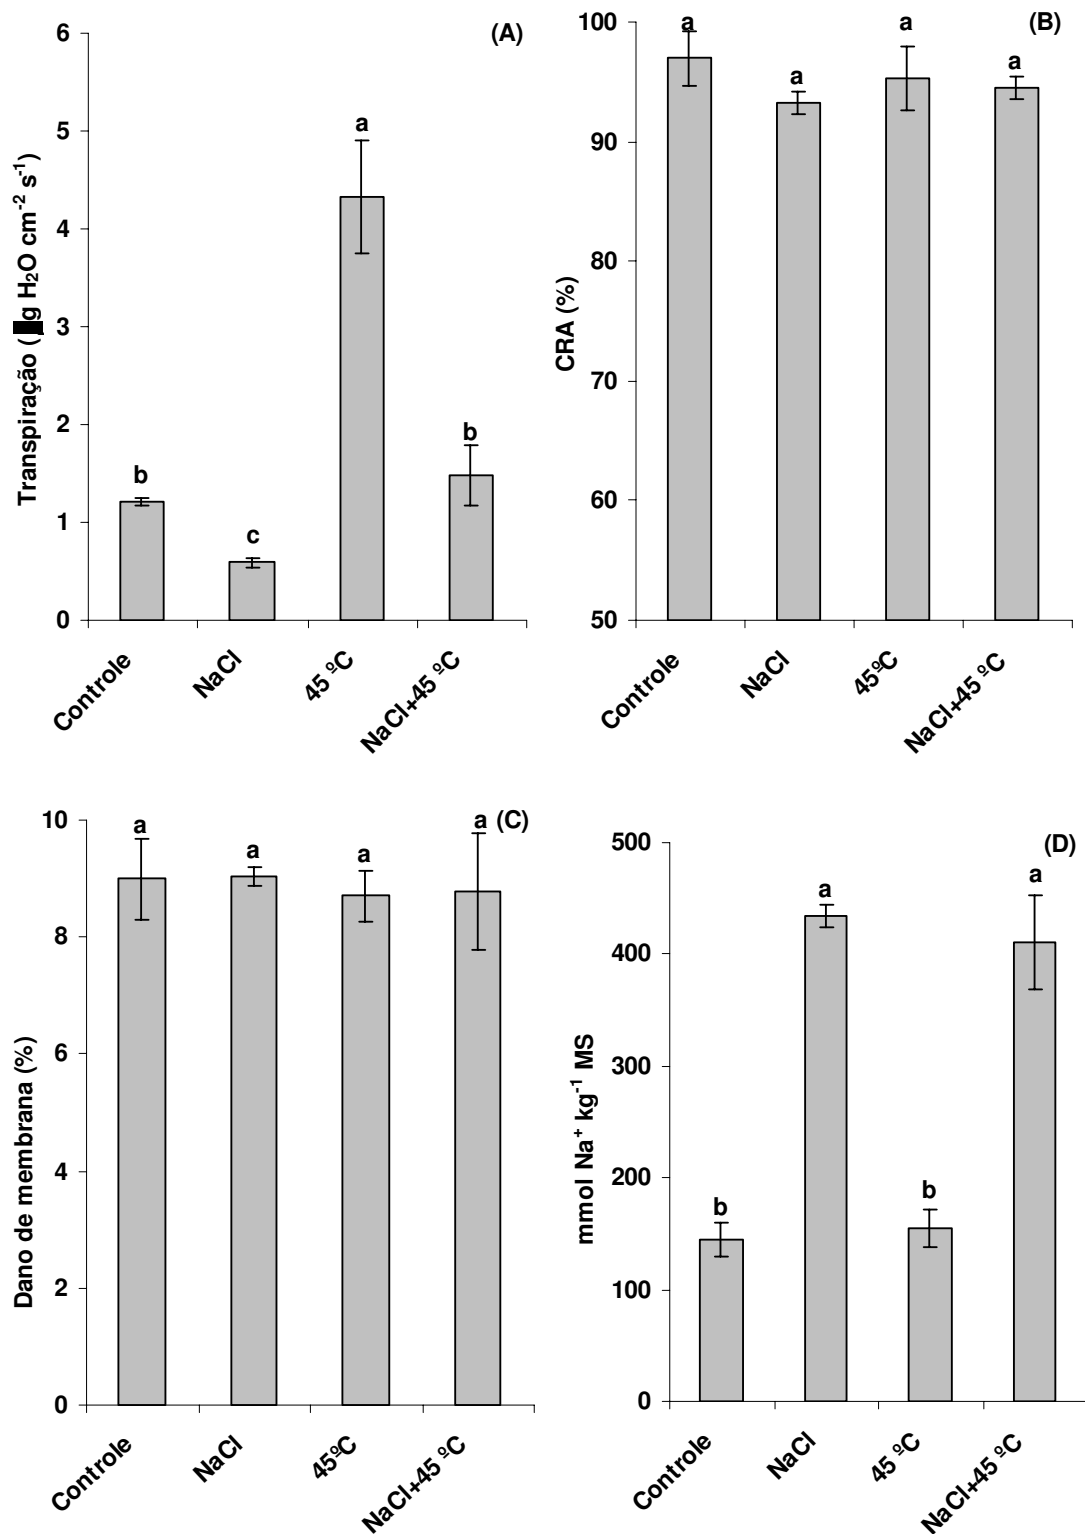 (A)
Transpiração (μg H₂O cm⁻² s⁻¹)
6
5
4
3
2
1
0
b
c
a
b
Controle
NaCl
45 ºC
NaCl+45 ºC
(B)
CRA (%)
100
90
80
70
60
50
a
a
a
a
Controle
NaCl
45ºC
NaCl+45 ºC
(C)
Dano de membrana (%)
10
8
6
4
2
0
a
a
a
a
Controle
NaCl
45ºC
NaCl+45 ºC
(D)
mmol Na⁺ kg⁻¹ MS
500
400
300
200
100
0
b
a
b
a
Controle
NaCl
45 ºC
NaCl+45 ºC